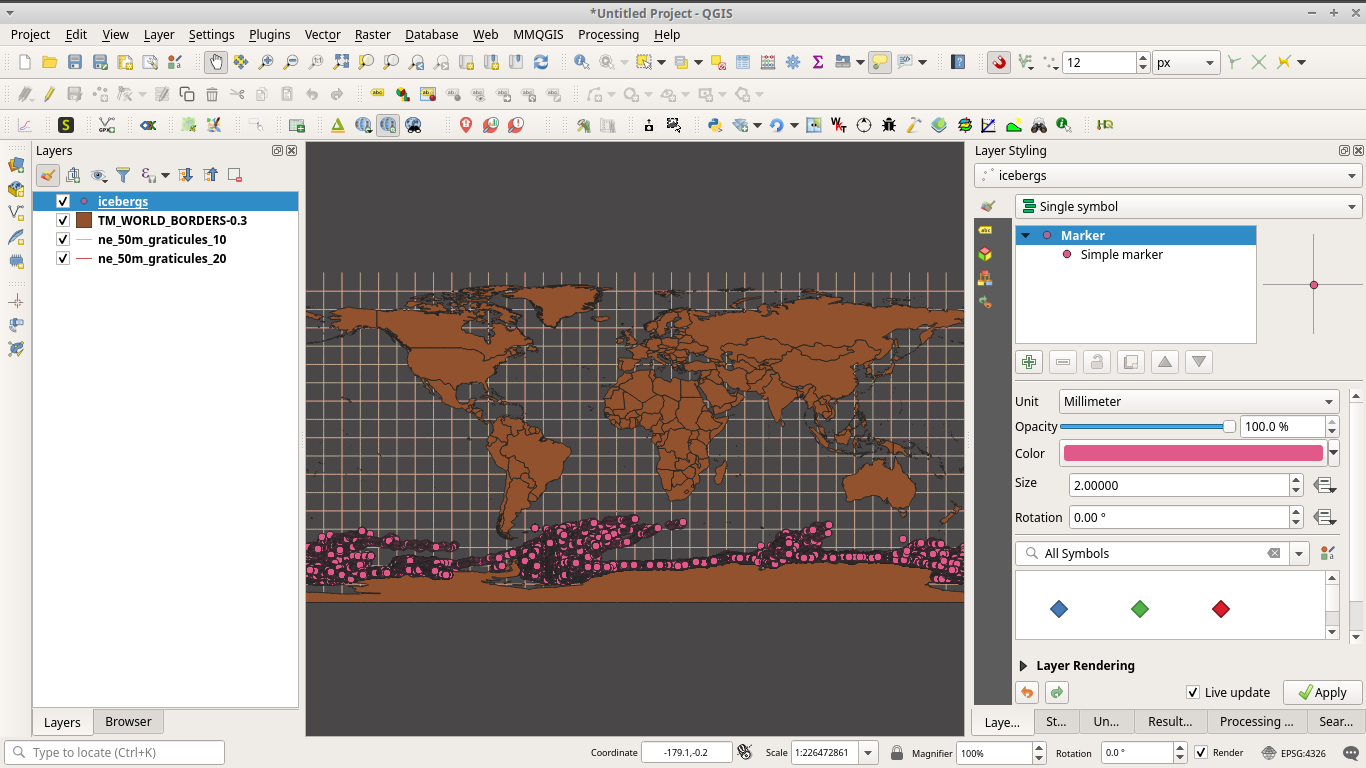 *Untitled Project - QGIS
Project Edit View Layer Settings Plugins Vector Raster Database Web MMQGIS Processing Help
12 px
Layers
icebergs
TM_WORLD_BORDERS-0.3
ne_50m_graticules_10
ne_50m_graticules_20
Layers Browser
Layer Styling
icebergs
Single symbol
Marker
Simple marker
Unit Millimeter
Opacity 100.0 %
Color
Size 2.00000
Rotation 0.00 °
All Symbols
Layer Rendering
Live update Apply
Laye... St... Un... Result... Processing ... Sear...
Type to locate (Ctrl+K) Coordinate -179.1,-0.2 Scale 1:226472861 Magnifier 100% Rotation 0.0 ° Render EPSG:4326